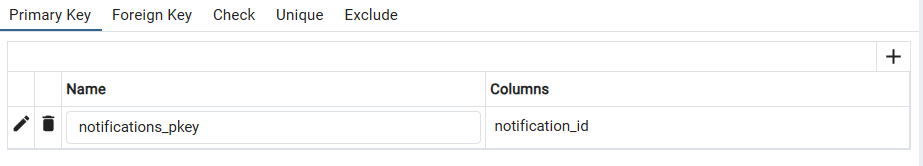 Primary Key Foreign Key Check Unique Exclude
Name Columns
notifications_pkey notification_id